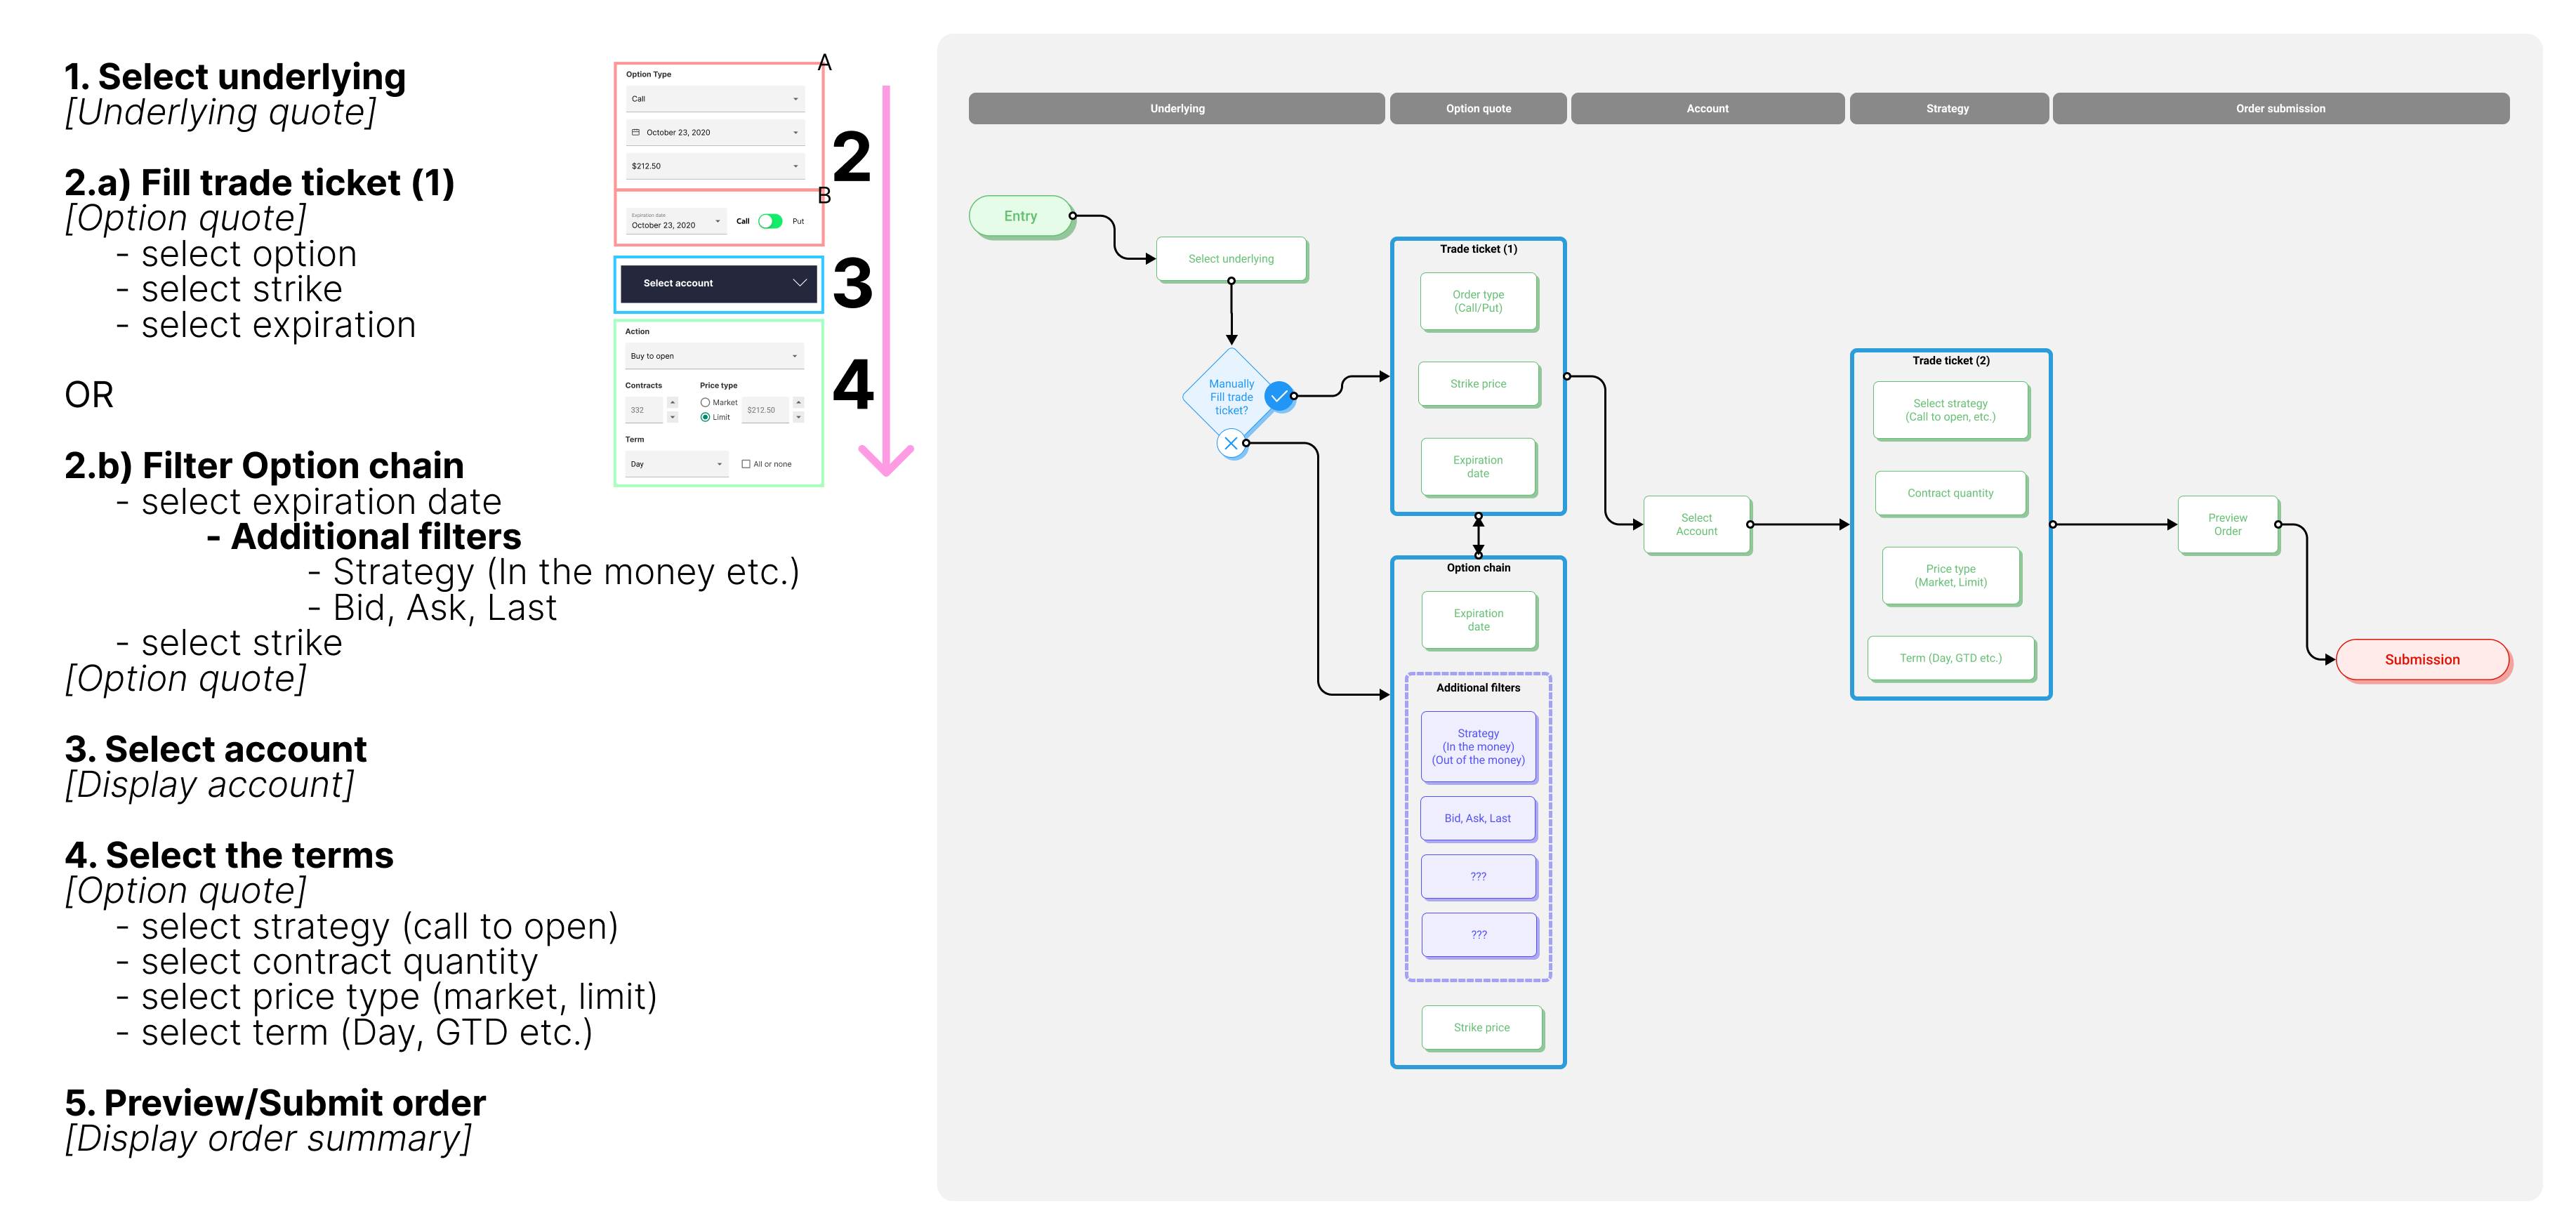 1. Select underlying
[Underlying quote]
2.a) Fill trade ticket (1)
[Option quote]
- select option
- select strike
- select expiration
OR
2.b) Filter Option chain
- select expiration date
- Additional filters
- Strategy (In the money etc.)
- Bid, Ask, Last
- select strike
[Option quote]
3. Select account
[Display account]
4. Select the terms
[Option quote]
- select strategy (call to open)
- select contract quantity
- select price type (market, limit)
- select term (Day, GTD etc.)
5. Preview/Submit order
[Display order summary]
A
Option Type
Call
October 23, 2020
$212.50
2
B
Expiration date
October 23, 2020
Call
Put
Select account
3
Action
Buy to open
4
Contracts
Price type
332
Market
Limit
$212.50
Term
Day
All or none
Underlying
Option quote
Account
Strategy
Order submission
Entry
Select underlying
Manually
Fill trade
ticket?
Trade ticket (1)
Order type
(Call/Put)
Strike price
Expiration
date
Option chain
Expiration
date
Additional filters
Strategy
(In the money)
(Out of the money)
Bid, Ask, Last
???
???
Strike price
Select
Account
Trade ticket (2)
Select strategy
(Call to open, etc.)
Contract quantity
Price type
(Market, Limit)
Term (Day, GTD etc.)
Preview
Order
Submission